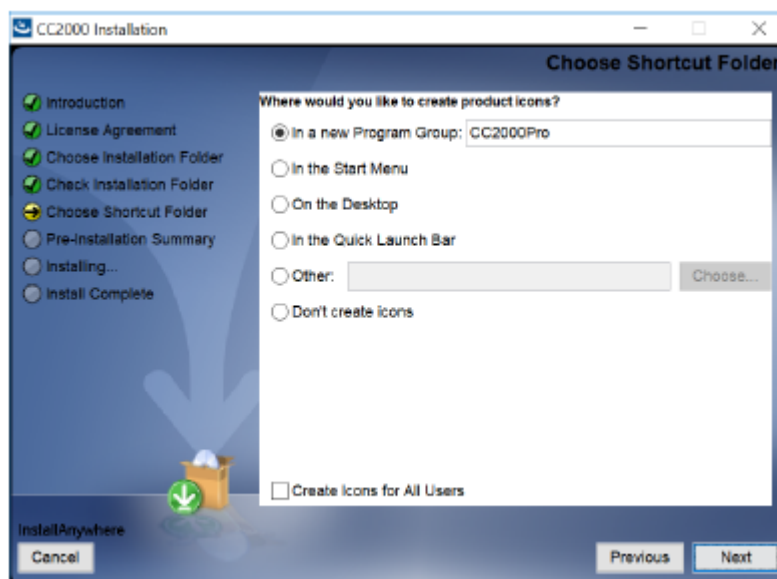 CC2000 Installation
Choose Shortcut Folder
Introduction
License Agreement
Choose Installation Folder
Check Installation Folder
Choose Shortcut Folder
Pre-Installation Summary
Installing...
Install Complete
Where would you like to create product icons?
In a new Program Group: CC2000Pro
In the Start Menu
On the Desktop
In the Quick Launch Bar
Other: Choose...
Don't create icons
Create Icons for All Users
InstallAnywhere
Cancel Previous Next